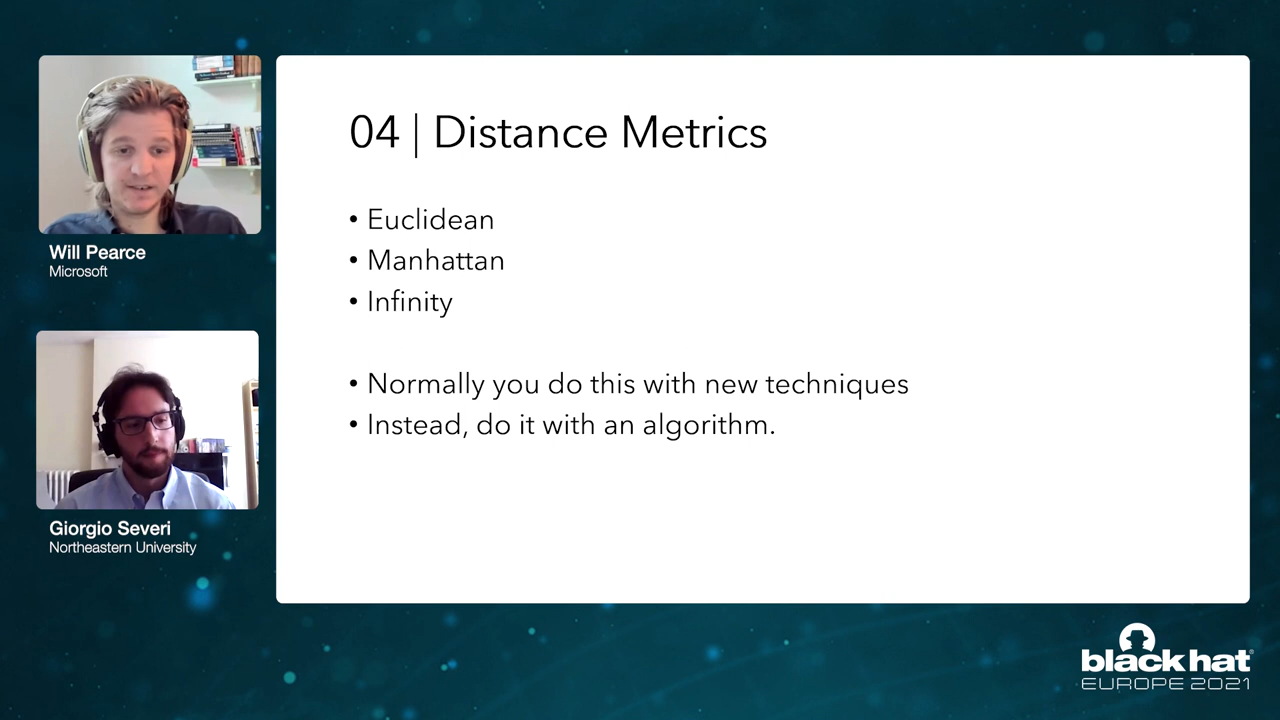 04 | Distance Metrics
• Euclidean
• Manhattan
• Infinity
• Normally you do this with new techniques
• Instead, do it with an algorithm.
Will Pearce
Microsoft
Giorgio Severi
Northeastern University
black hat
EUROPE 2021